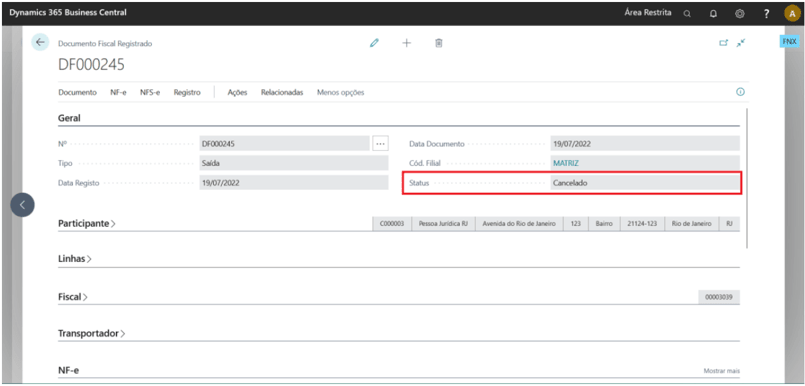 Dynamics 365 Business Central Área Restrita ? A
Documento Fiscal Registrado FNX
DF000245
Documento NF-e NFS-e Registro Ações Relacionadas Menos opções
Geral
Nº DF000245 ... Data Documento 19/07/2022
Tipo Saída Cód. Filial MATRIZ
Data Registo 19/07/2022 Status Cancelado
Participante > C000003 Pessoa Jurídica RJ Avenida do Rio de Janeiro 123 Bairro 21124-123 Rio de Janeiro RJ
Linhas >
Fiscal > 00003039
Transportador >
NF-e Mostrar mais